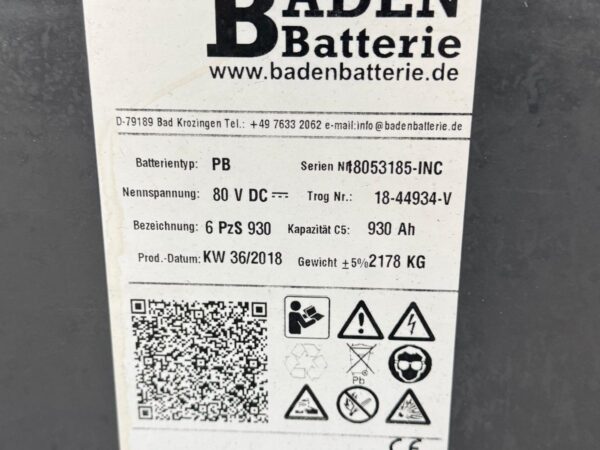 BADEN
Batterie
www.badenbatterie.de
D-79189 Bad Krozingen Tel.: +49 7633 2062 e-mail:info@badenbatterie.de
Batterientyp: PB Serien Nr 18053185-INC
Nennspannung: 80 V DC Trog Nr.: 18-44934-V
Bezeichnung: 6 PzS 930 Kapazität C5: 930 Ah
Prod.-Datum: KW 36/2018 Gewicht ±5% 2178 KG
Pb
CE